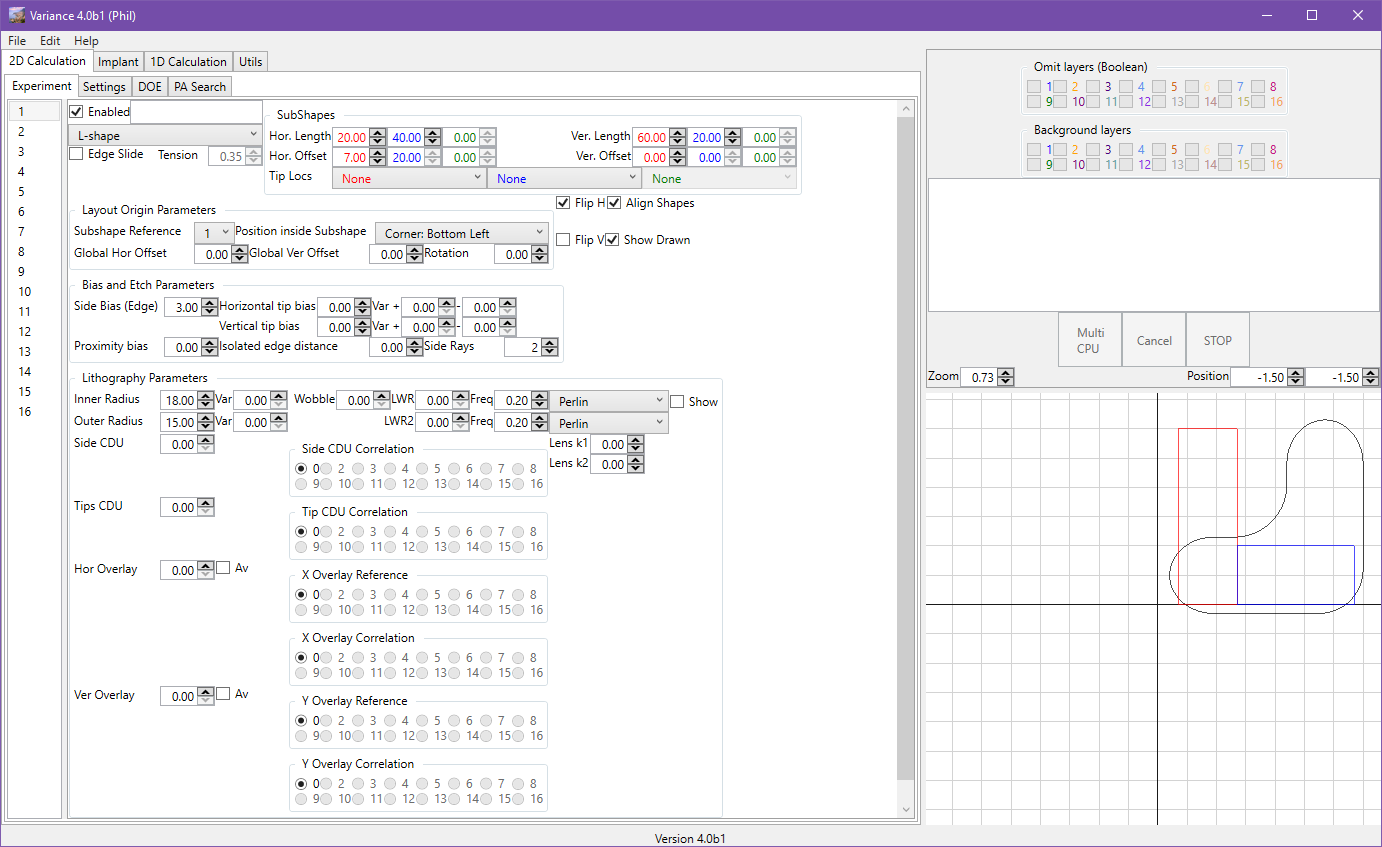 Variance 4.0b1 (Phil)
File Edit Help
2D Calculation Implant 1D Calculation Utils
Experiment Settings DOE PA Search
1
2
3
4
5
6
7
8
9
10
11
12
13
14
15
16
Enabled
L-shape
Edge Slide Tension 0.35
SubShapes
Hor. Length 20.00 40.00 0.00 Ver. Length 60.00 20.00 0.00
Hor. Offset 7.00 20.00 0.00 Ver. Offset 0.00 0.00 0.00
Tip Locs None None None
Flip H Align Shapes
Flip V Show Drawn
Layout Origin Parameters
Subshape Reference 1 Position inside Subshape Corner: Bottom Left
Global Hor Offset 0.00 Global Ver Offset 0.00 Rotation 0.00
Bias and Etch Parameters
Side Bias (Edge) 3.00 Horizontal tip bias 0.00 Var + 0.00 - 0.00
Vertical tip bias 0.00 Var + 0.00 - 0.00
Proximity bias 0.00 Isolated edge distance 0.00 Side Rays 2
Lithography Parameters
Inner Radius 18.00 Var 0.00 Wobble 0.00 LWR 0.00 Freq 0.20 Perlin Show
Outer Radius 15.00 Var 0.00 LWR2 0.00 Freq 0.20 Perlin
Side CDU 0.00 Lens k1 0.00
Lens k2 0.00
Side CDU Correlation
0 2 3 4 5 6 7 8
9 10 11 12 13 14 15 16
Tips CDU 0.00
Tip CDU Correlation
0 2 3 4 5 6 7 8
9 10 11 12 13 14 15 16
Hor Overlay 0.00 Av
X Overlay Reference
0 2 3 4 5 6 7 8
9 10 11 12 13 14 15 16
X Overlay Correlation
0 2 3 4 5 6 7 8
9 10 11 12 13 14 15 16
Ver Overlay 0.00 Av
Y Overlay Reference
0 2 3 4 5 6 7 8
9 10 11 12 13 14 15 16
Y Overlay Correlation
0 2 3 4 5 6 7 8
9 10 11 12 13 14 15 16
Omit layers (Boolean)
1 2 3 4 5 6 7 8
9 10 11 12 13 14 15 16
Background layers
1 2 3 4 5 6 7 8
9 10 11 12 13 14 15 16
Multi
CPU
Cancel
STOP
Zoom 0.73 Position -1.50 -1.50
Version 4.0b1